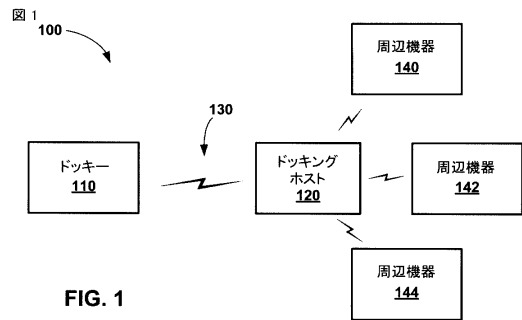 図 1
100
周辺機器
140
130
ドッキー
110
ドッキング
ホスト
120
周辺機器
142
周辺機器
144
FIG. 1